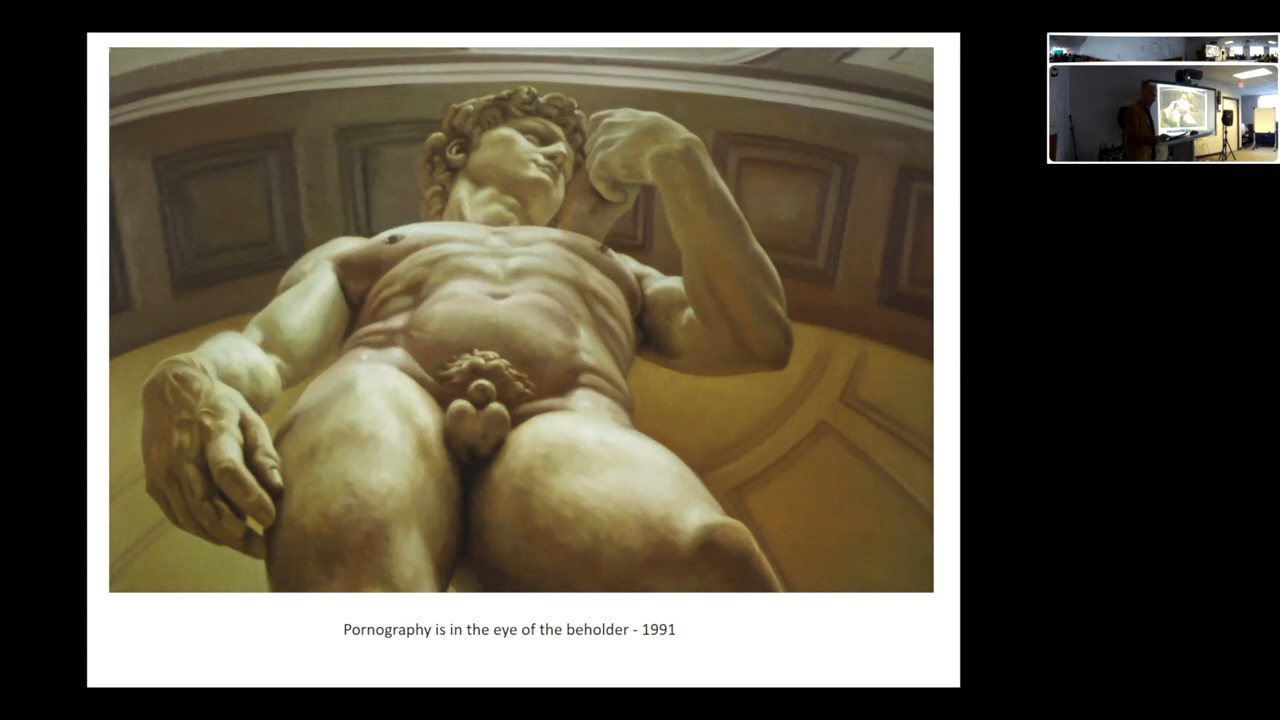 Pornography is in the eye of the beholder - 1991